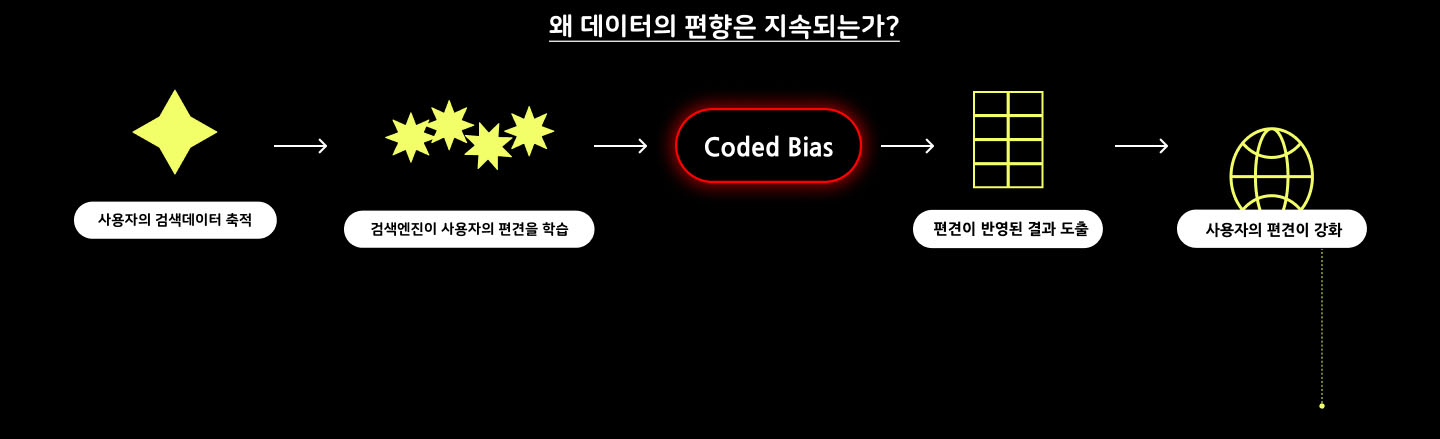 왜 데이터의 편향은 지속되는가?
Coded Bias
사용자의 검색데이터 축적
검색엔진이 사용자의 편견을 학습
편견이 반영된 결과 도출
사용자의 편견이 강화